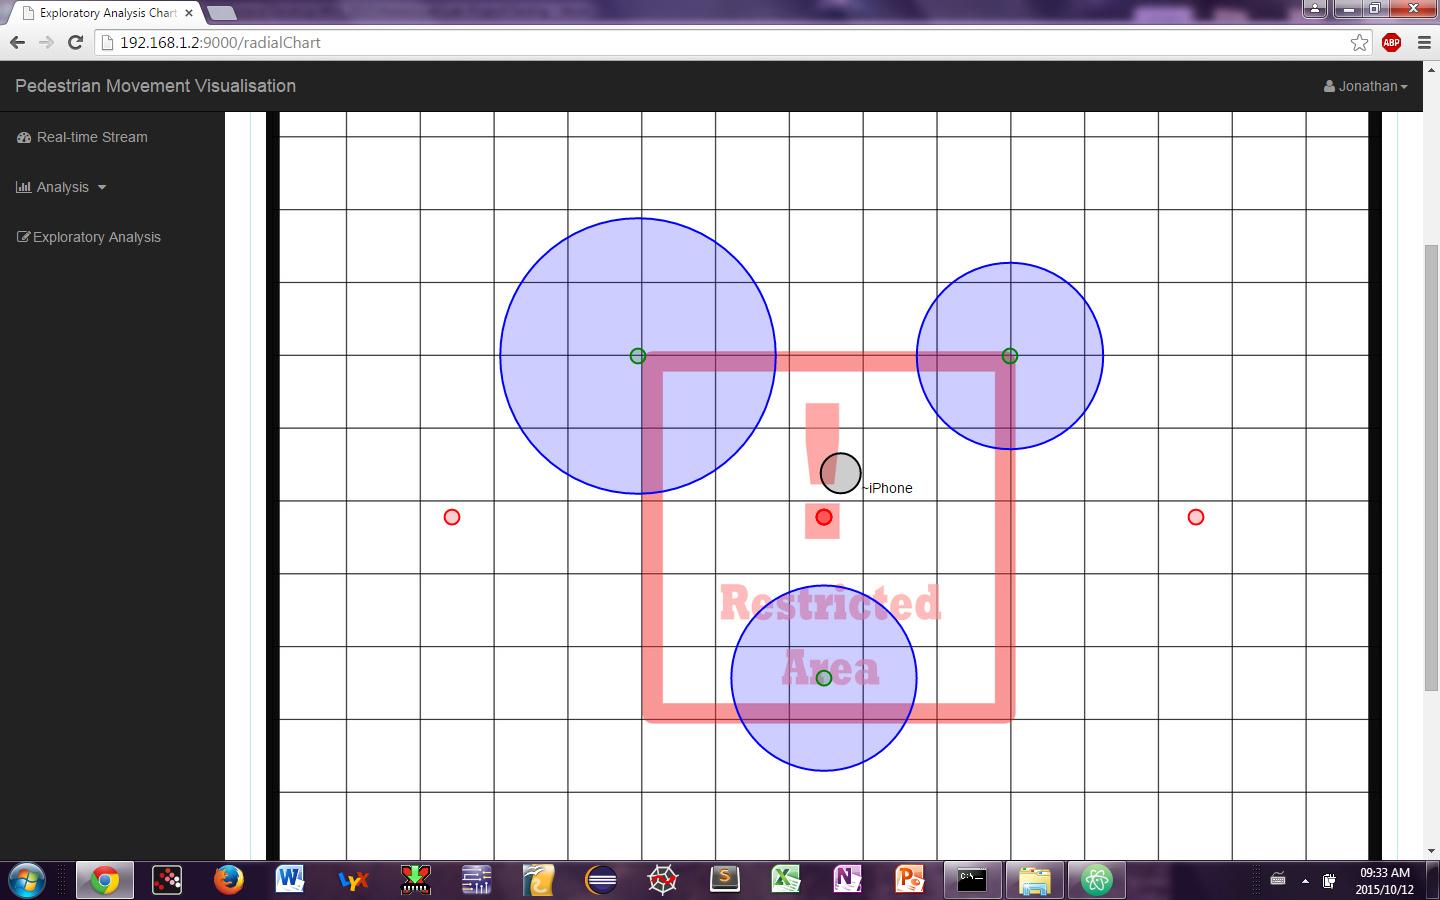 Exploratory Analysis Chart
192.168.1.2:9000/radialChart
ABP
Pedestrian Movement Visualisation
Jonathan
Real-time Stream
Analysis
Exploratory Analysis
!
~iPhone
Restricted
Area
09:33 AM
2015/10/12